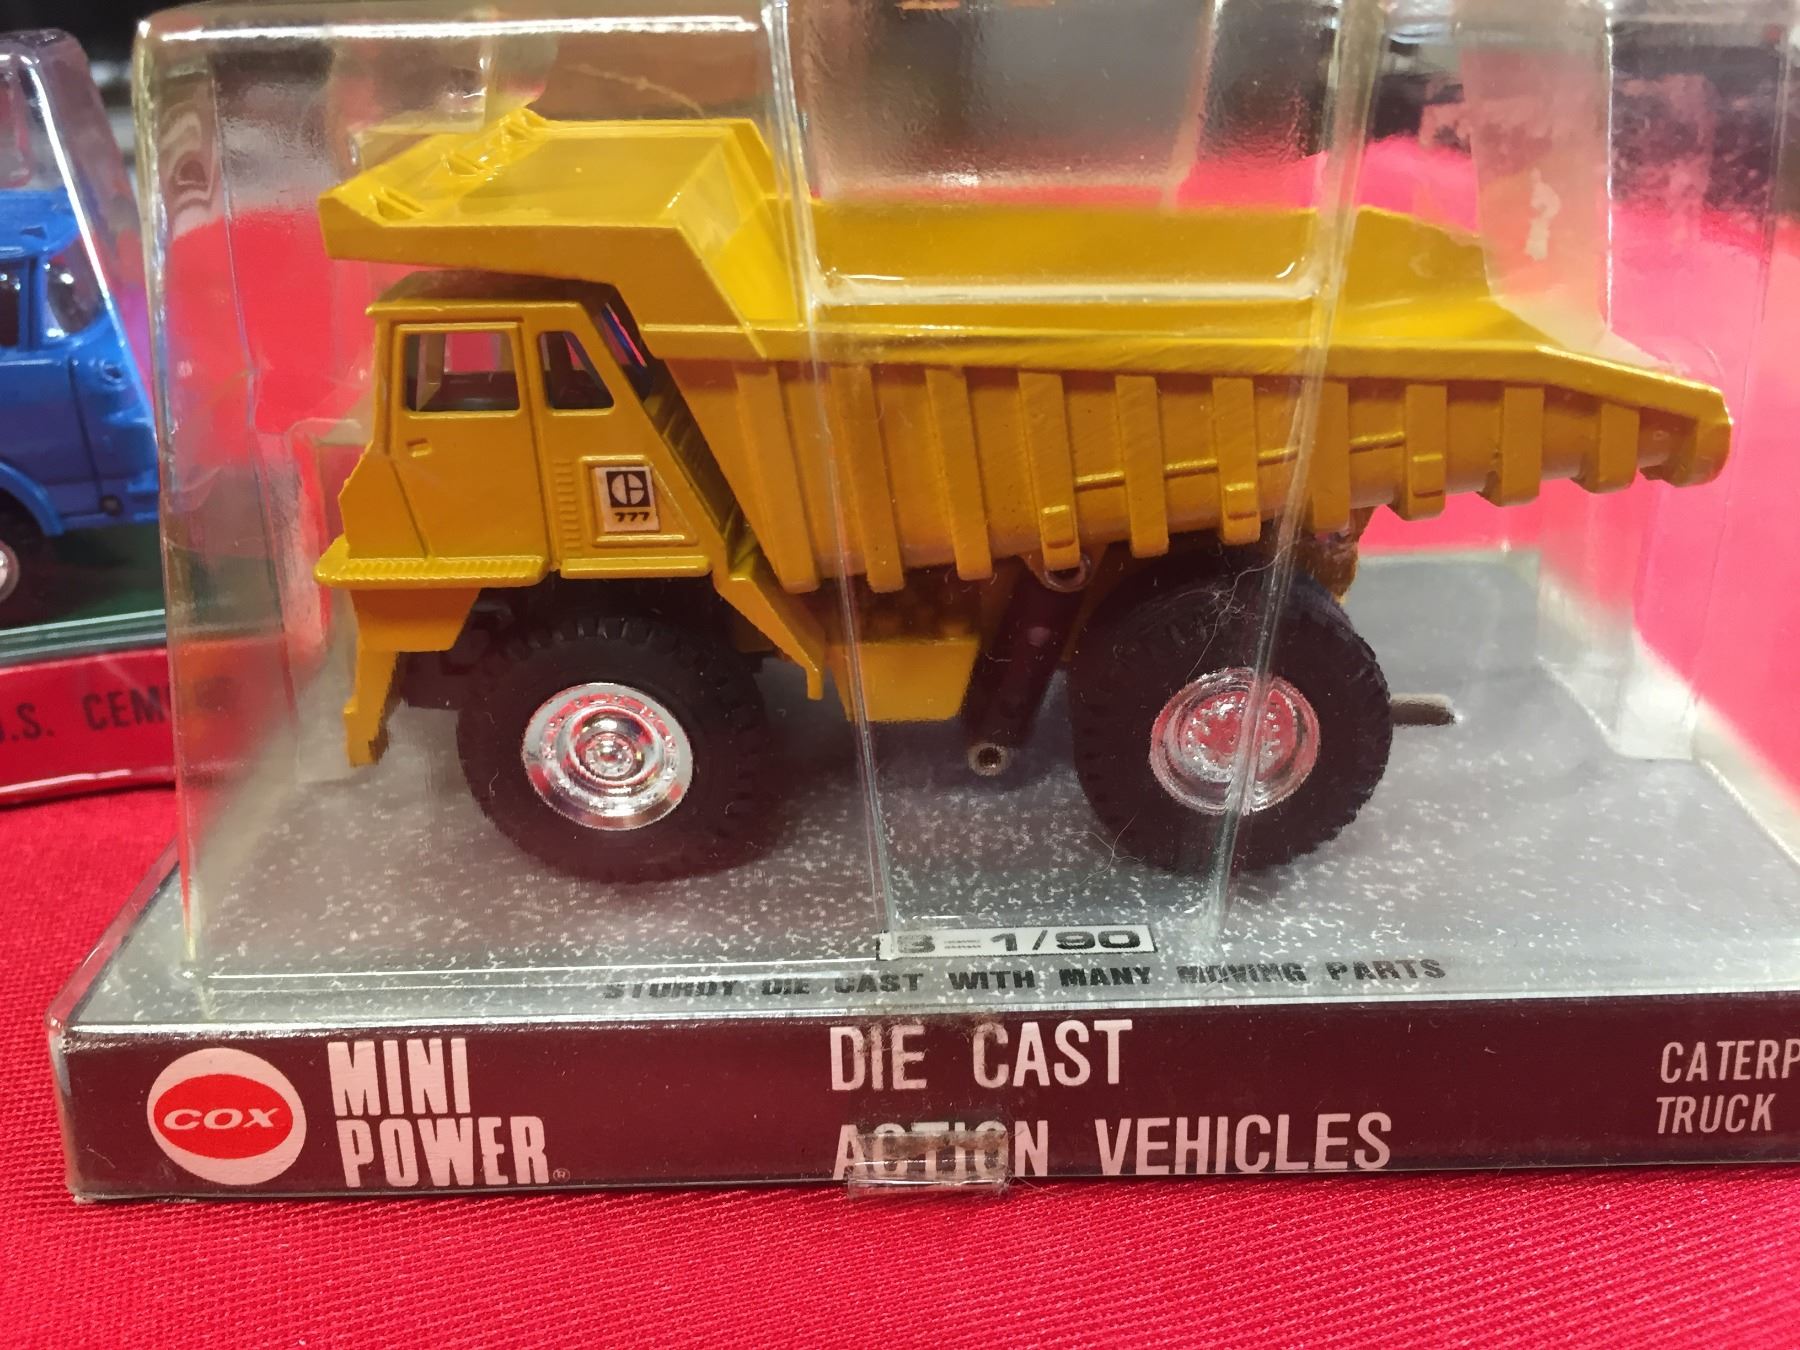 777
U.S. CEM
S-1/90
STURDY DIE CAST WITH MANY MOVING PARTS
COX
MINI
POWER®
DIE CAST
ACTION VEHICLES
CATERP
TRUCK